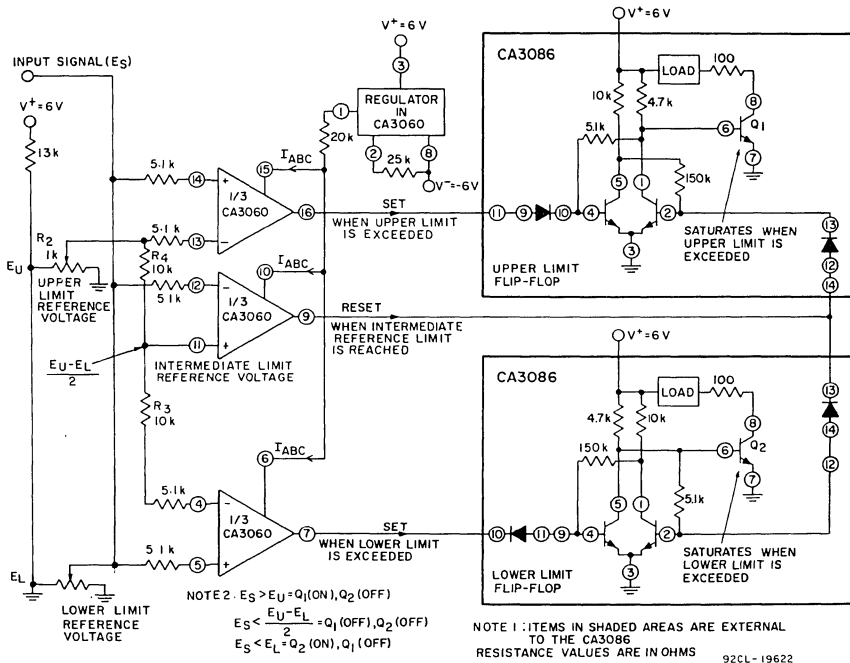 INPUT SIGNAL (ES)
V+=6V
13k
R2
1k
EU
UPPER
LIMIT
REFERENCE
VOLTAGE
EU-EL
2
EL
LOWER LIMIT
REFERENCE
VOLTAGE
5.1k
14
+
15
IABC
1/3
CA3060
16
5.1k
13
−
R4
10k
12
5.1k
−
10
IABC
1/3
CA3060
9
11
+
INTERMEDIATE LIMIT
REFERENCE VOLTAGE
R3
10k
6
IABC
5.1k
4
−
1/3
CA3060
7
5.1k
5
+
V+=6V
3
1
REGULATOR
IN
CA3060
20k
2
25k
8
V-=-6V
SET
WHEN UPPER LIMIT
IS EXCEEDED
RESET
WHEN INTERMEDIATE
REFERENCE LIMIT
IS REACHED
SET
WHEN LOWER LIMIT
IS EXCEEDED
V+=6V
CA3086
LOAD
100
10k
4.7k
8
5.1k
6
Q1
7
5
1
150k
11
9
10
4
2
3
SATURATES WHEN
UPPER LIMIT IS
EXCEEDED
UPPER LIMIT
FLIP-FLOP
13
12
14
V+=6V
CA3086
LOAD
100
4.7k
10k
8
150k
6
Q2
7
5
1
5.1k
10
11
9
4
2
3
SATURATES WHEN
LOWER LIMIT IS
EXCEEDED
LOWER LIMIT
FLIP-FLOP
13
14
12
NOTE 2. ES > EU = Q1(ON), Q2(OFF)
ES < EU-EL/2 = Q1(OFF), Q2(OFF)
ES < EL = Q2(ON), Q1(OFF)
NOTE 1: ITEMS IN SHADED AREAS ARE EXTERNAL
TO THE CA3086
RESISTANCE VALUES ARE IN OHMS
92CL-19622